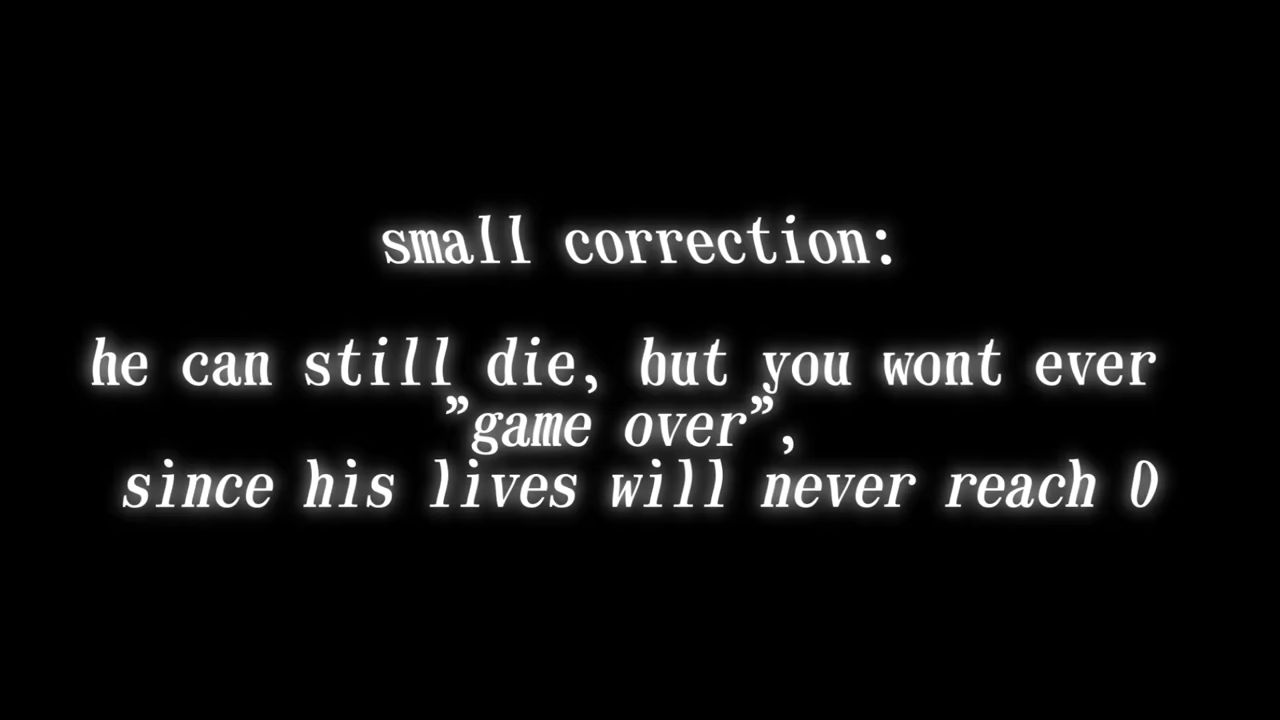 small correction:
he can still die, but you wont ever
”game over”,
since his lives will never reach 0